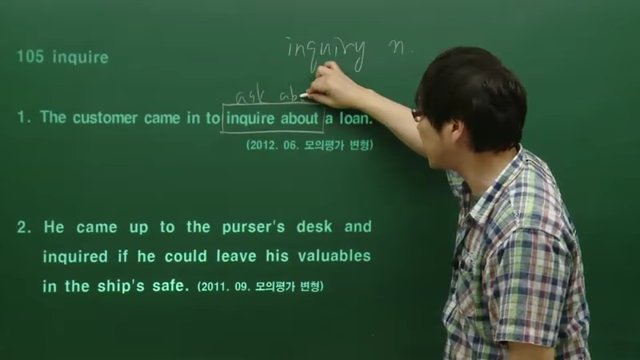 105 inquire
inquiry n.
ask ab
1. The customer came in to inquire about a loan.
(2012. 06. 모의평가 변형)
2. He came up to the purser's desk and
inquired if he could leave his valuables
in the ship's safe. (2011. 09. 모의평가 변형)